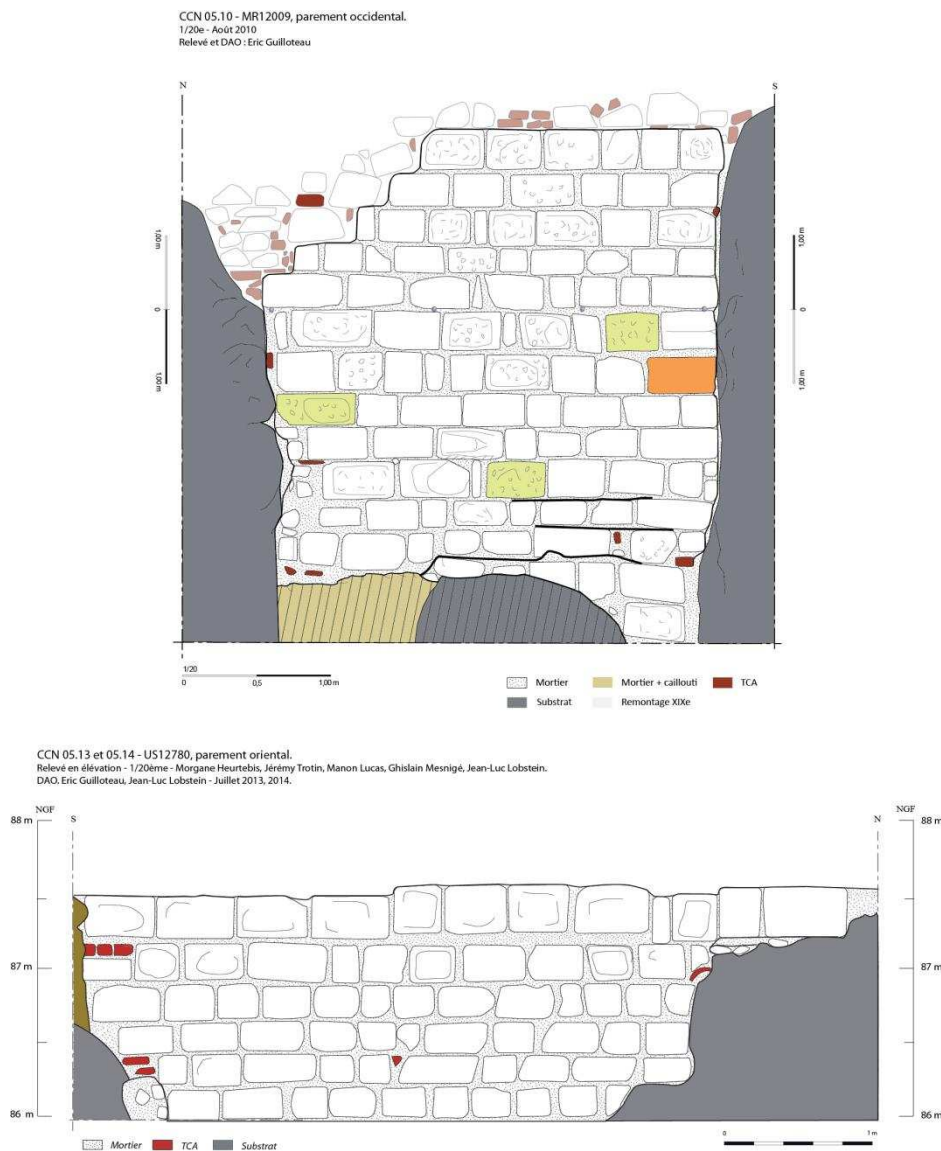 CCN 05.10 - MR12009, parement occidental.
1/20e - Août 2010
Relevé et DAO : Eric Guilloteau
N
S
1,00 m
0
1,00 m
1,00 m
0
1,00 m
1/20
0
0,5
1,00 m
Mortier
Mortier + caillouti
TCA
Substrat
Remontage XIXe
CCN 05.13 et 05.14 - US12780, parement oriental.
Relevé en élévation - 1/20ème - Morgane Heurtebis, Jérémy Trotin, Manon Lucas, Ghislain Mesnigé, Jean-Luc Lobstein.
DAO. Eric Guilloteau, Jean-Luc Lobstein - Juillet 2013, 2014.
NGF
NGF
88 m
S
N
88 m
87 m
87 m
86 m
86 m
Mortier
TCA
Substrat
0
1 m